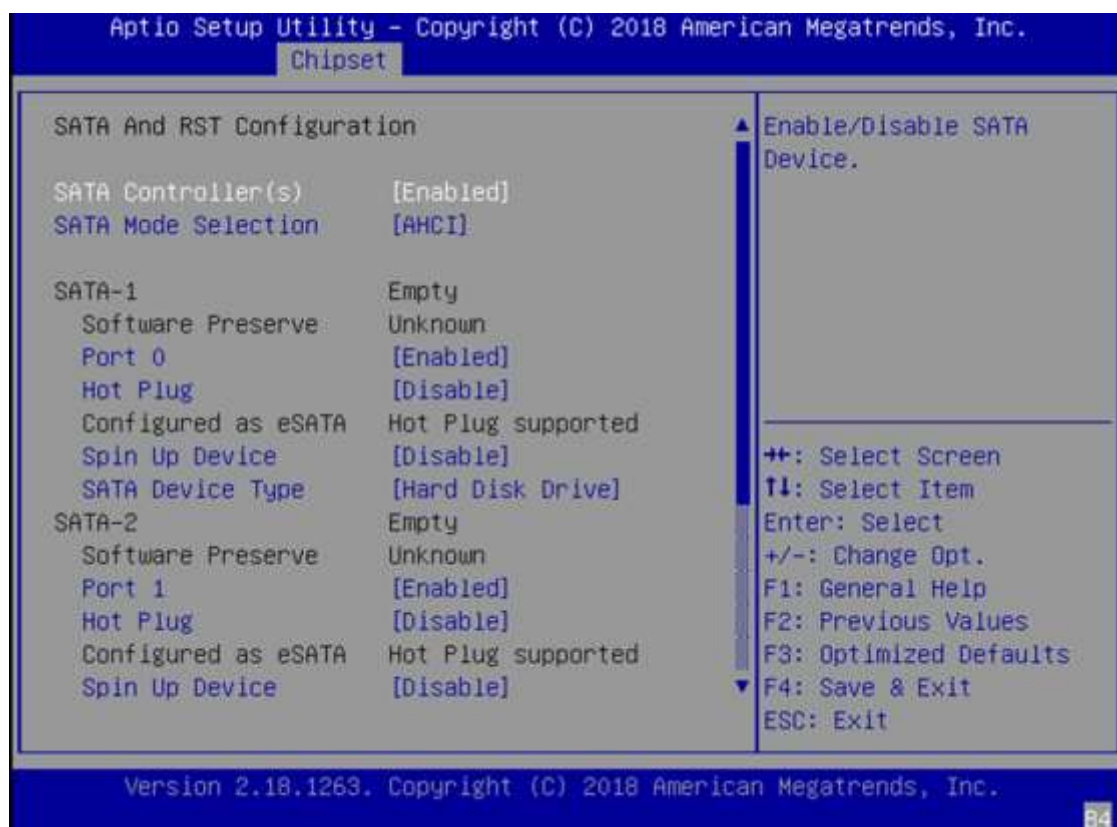 Aptio Setup Utility – Copyright (C) 2018 American Megatrends, Inc.
Chipset
SATA And RST Configuration
SATA Controller(s) [Enabled]
SATA Mode Selection [AHCI]
SATA-1 Empty
Software Preserve Unknown
Port 0 [Enabled]
Hot Plug [Disable]
Configured as eSATA Hot Plug supported
Spin Up Device [Disable]
SATA Device Type [Hard Disk Drive]
SATA-2 Empty
Software Preserve Unknown
Port 1 [Enabled]
Hot Plug [Disable]
Configured as eSATA Hot Plug supported
Spin Up Device [Disable]
Enable/Disable SATA
Device.
→←: Select Screen
↑↓: Select Item
Enter: Select
+/-: Change Opt.
F1: General Help
F2: Previous Values
F3: Optimized Defaults
F4: Save & Exit
ESC: Exit
Version 2.18.1263. Copyright (C) 2018 American Megatrends, Inc.
B4